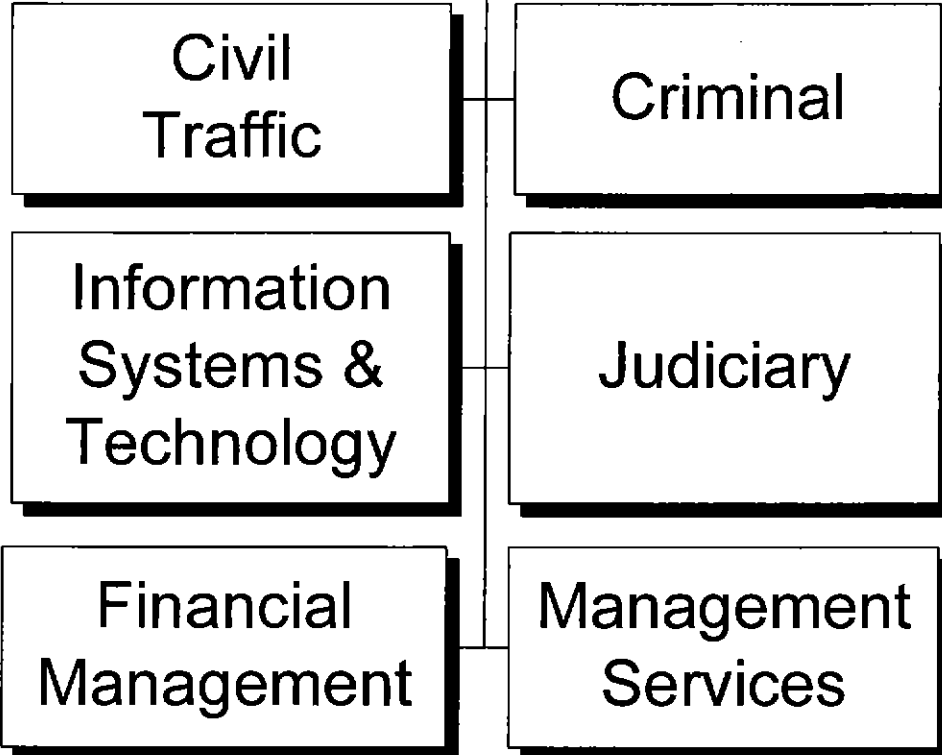 Civil
Traffic
Criminal
Information
Systems &
Technology
Judiciary
Financial
Management
Management
Services